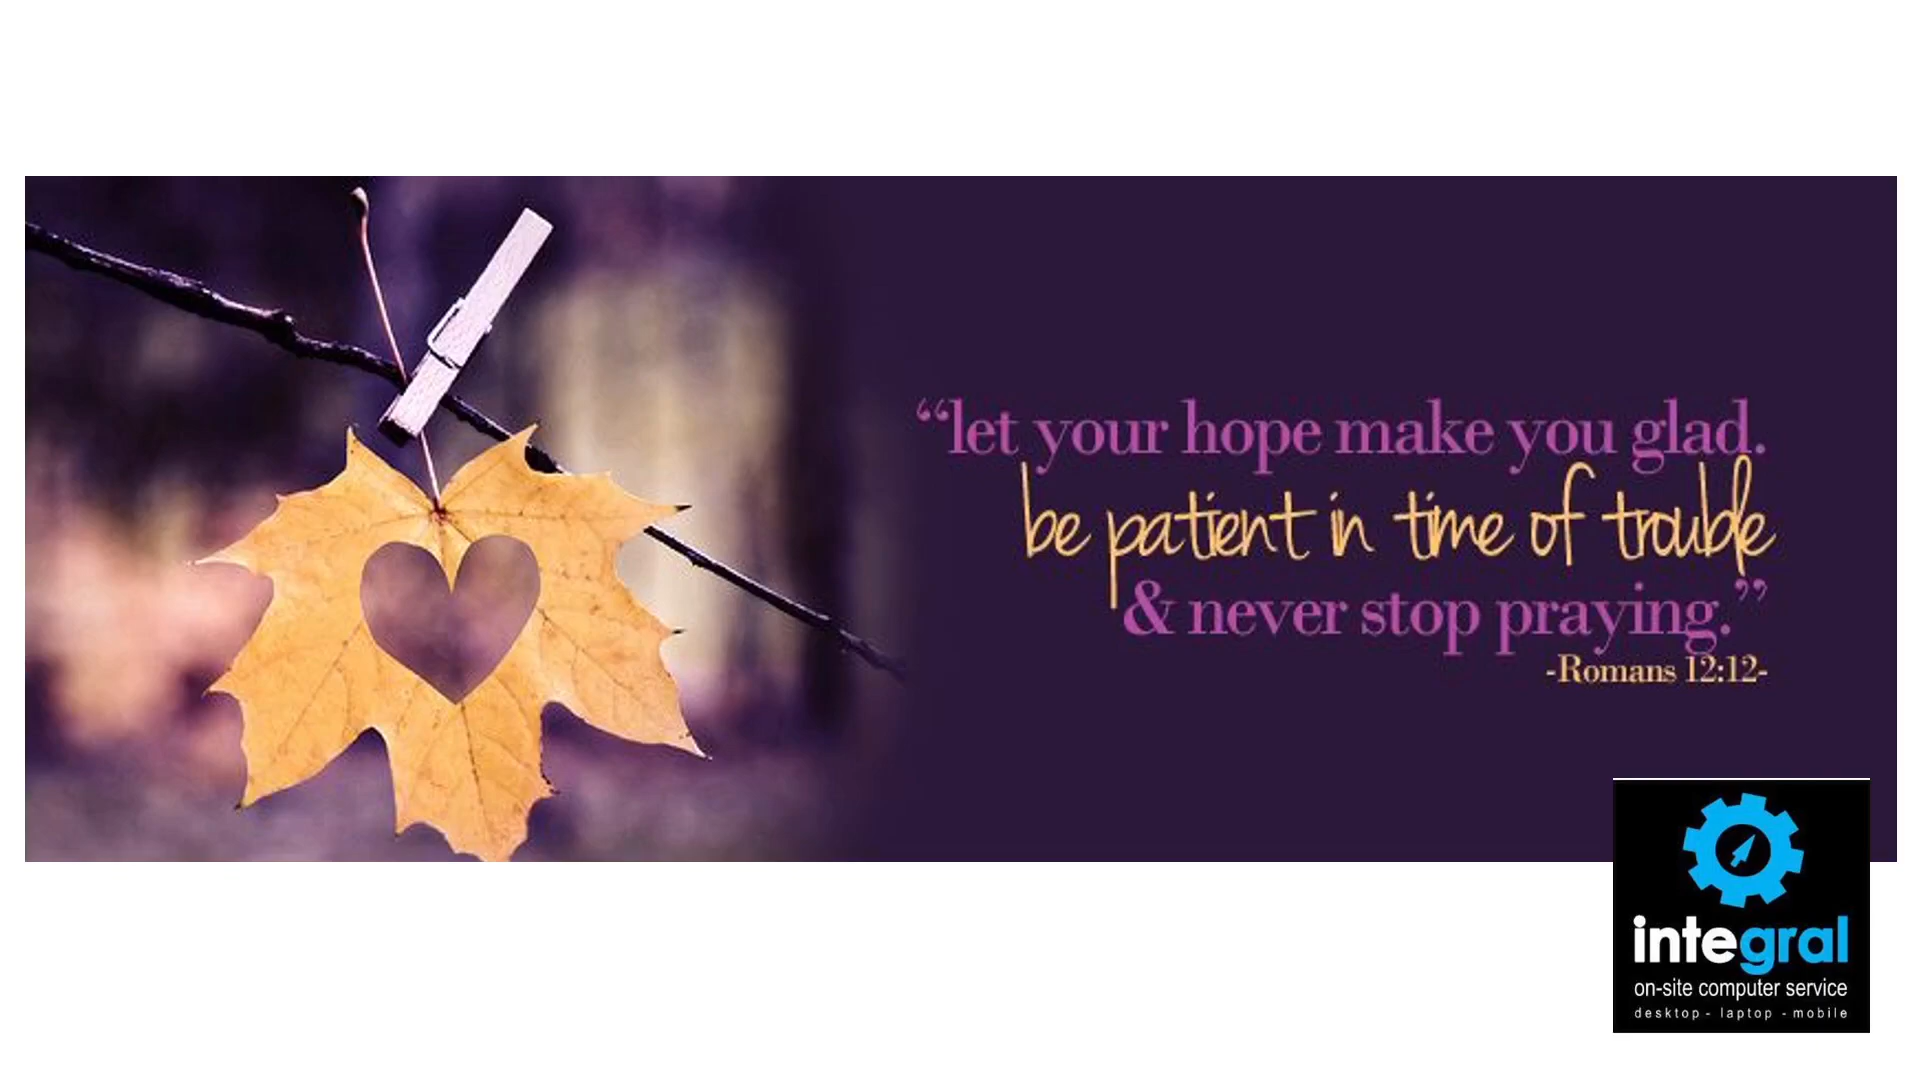 “let your hope make you glad.
be patient in time of trouble
& never stop praying.”
-Romans 12:12-
integral
on-site computer service
desktop - laptop - mobile